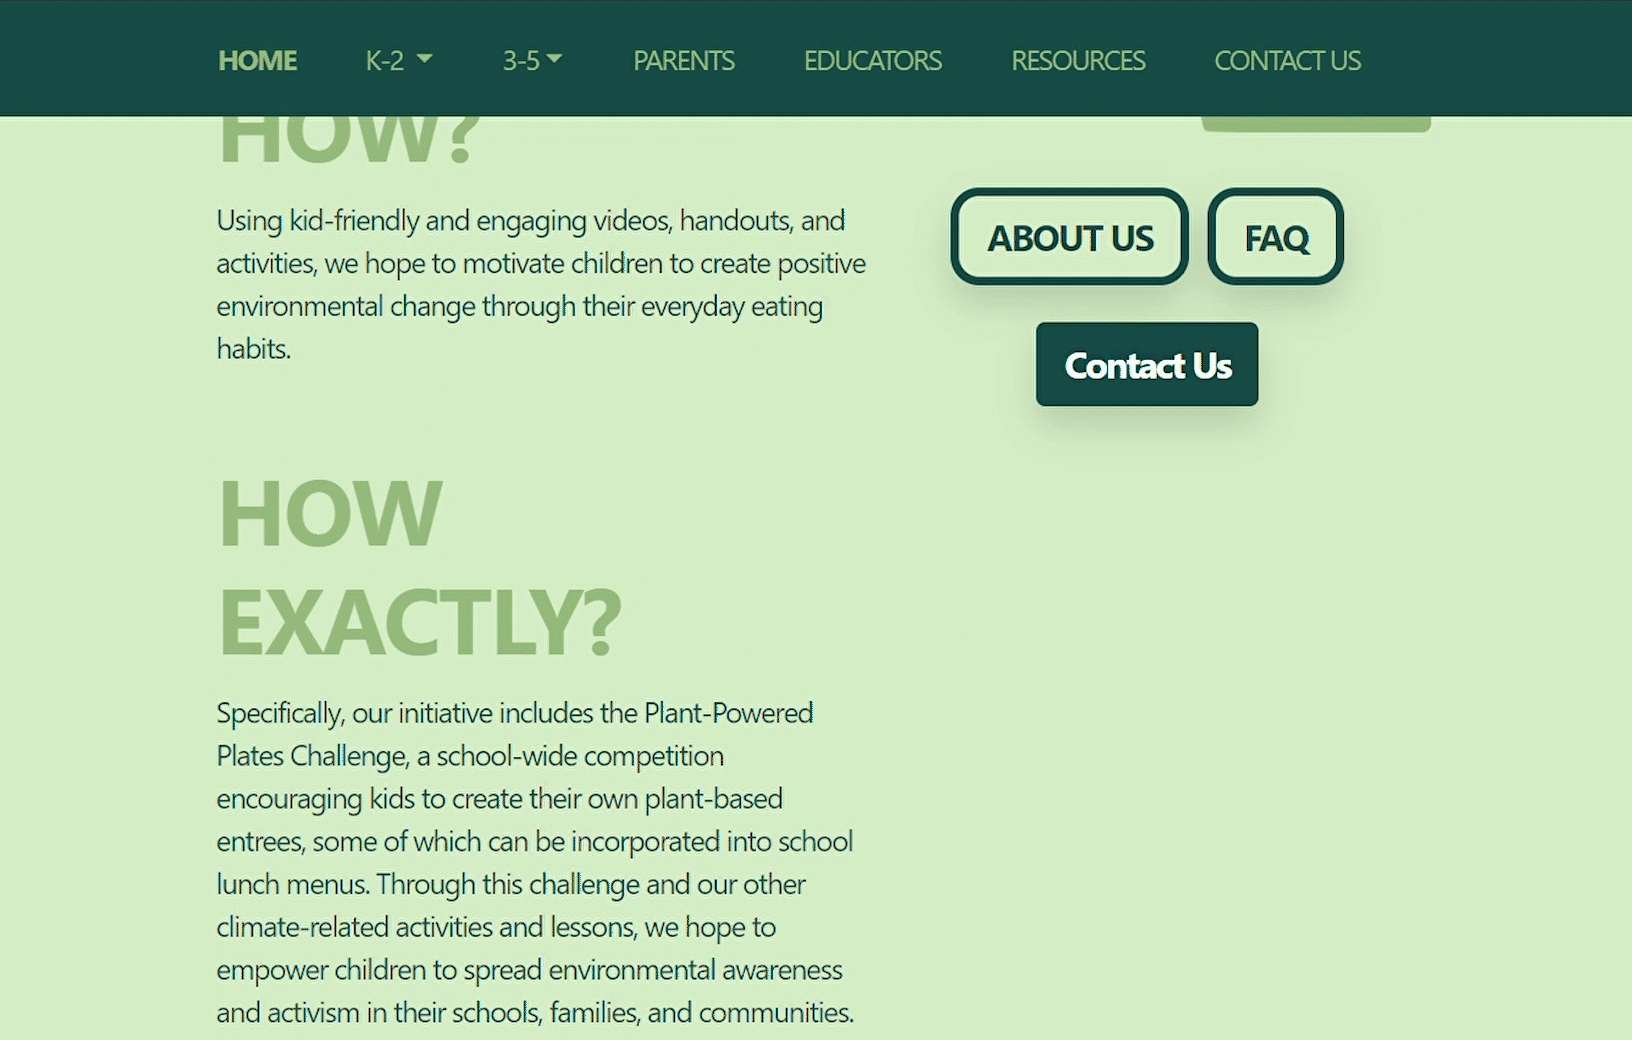 HOME K-2 3-5 PARENTS EDUCATORS RESOURCES CONTACT US
HOW?
Using kid-friendly and engaging videos, handouts, and
activities, we hope to motivate children to create positive
environmental change through their everyday eating
habits.
HOW
EXACTLY?
Specifically, our initiative includes the Plant-Powered
Plates Challenge, a school-wide competition
encouraging kids to create their own plant-based
entrees, some of which can be incorporated into school
lunch menus. Through this challenge and our other
climate-related activities and lessons, we hope to
empower children to spread environmental awareness
and activism in their schools, families, and communities.
ABOUT US FAQ
Contact Us